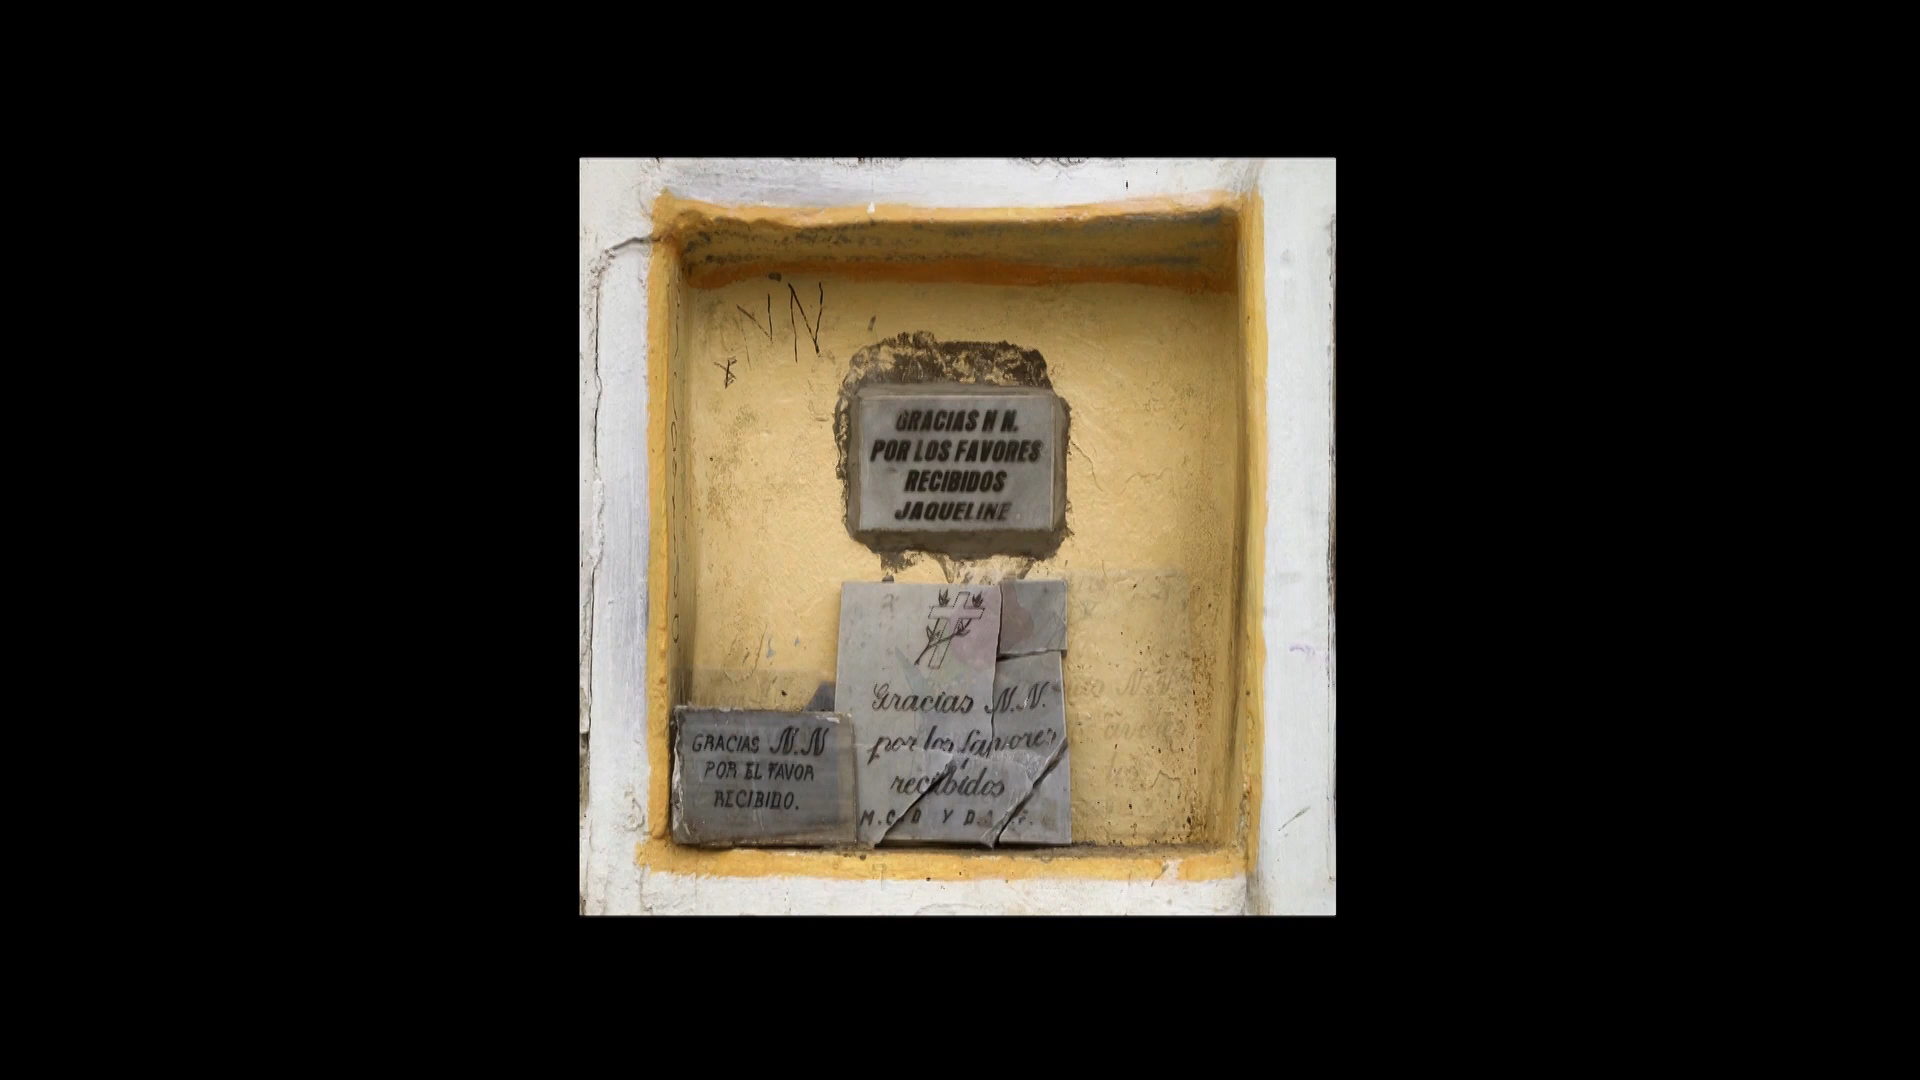 NN
GRACIAS N N.
POR LOS FAVORES
RECIBIDOS
JAQUELINE
Gracias N.N.
por los favores
recibidos
GRACIAS N.N
POR EL FAVOR
RECIBIDO.